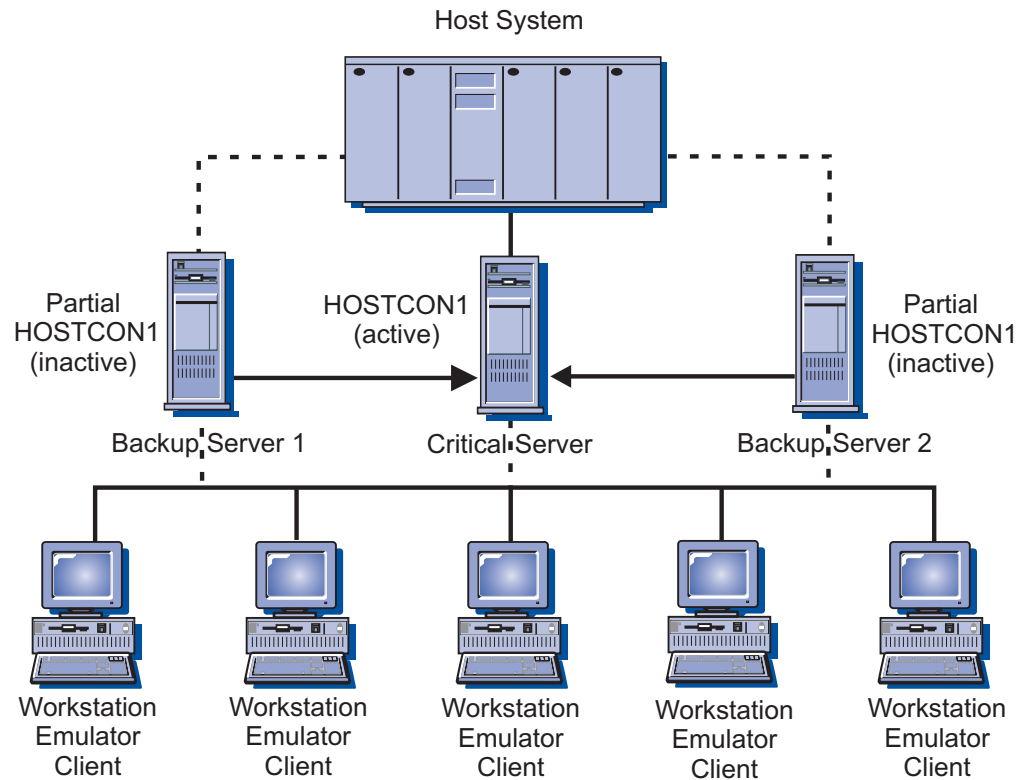 Host System
Partial
HOSTCON1
(inactive)
HOSTCON1
(active)
Partial
HOSTCON1
(inactive)
Backup Server 1
Critical Server
Backup Server 2
Workstation
Emulator
Client
Workstation
Emulator
Client
Workstation
Emulator
Client
Workstation
Emulator
Client
Workstation
Emulator
Client